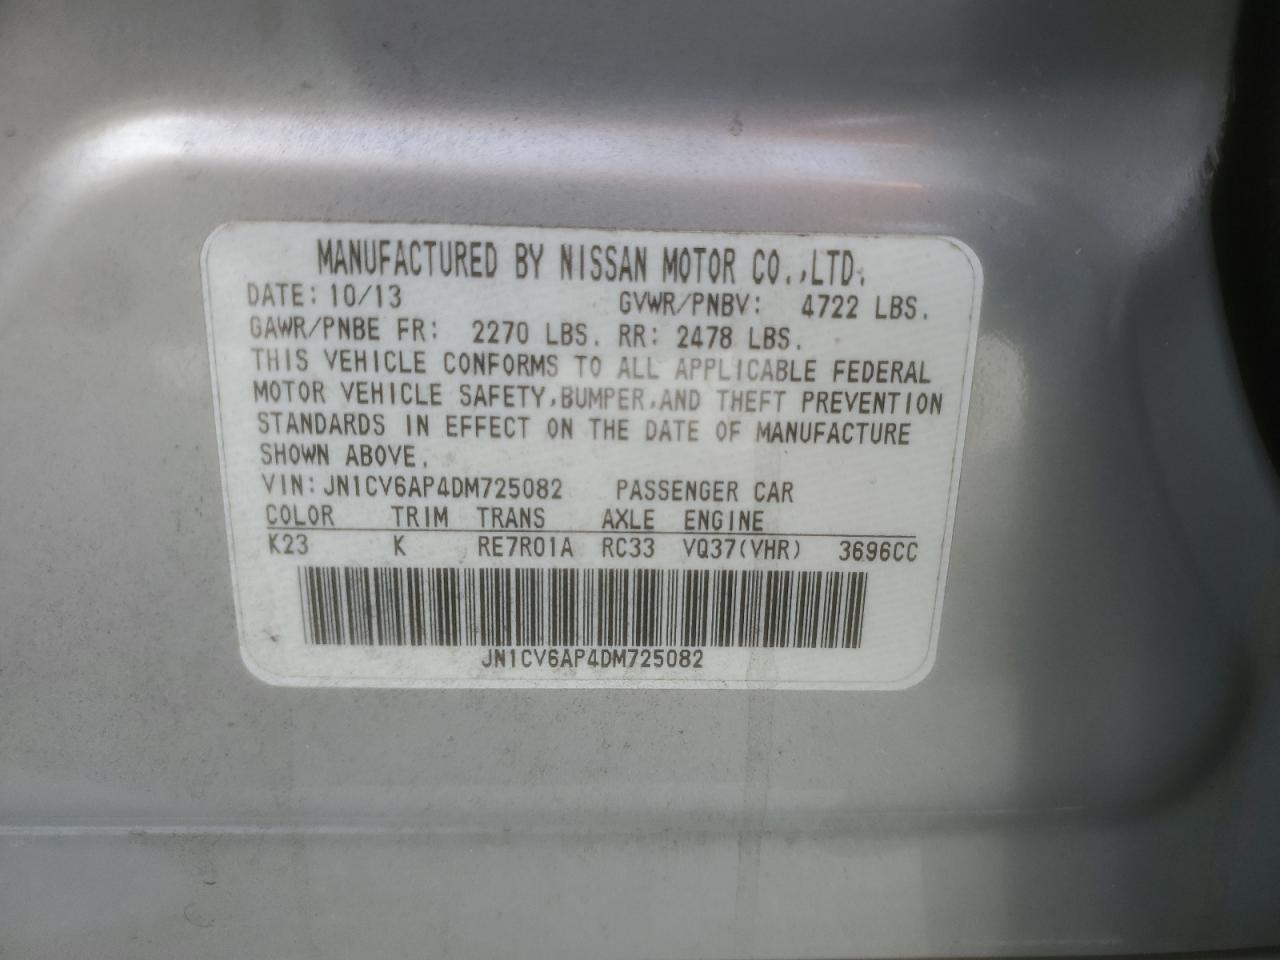 MANUFACTURED BY NISSAN MOTOR CO.,LTD.
DATE: 10/13 GVWR/PNBV: 4722 LBS.
GAWR/PNBE FR: 2270 LBS. RR: 2478 LBS.
THIS VEHICLE CONFORMS TO ALL APPLICABLE FEDERAL
MOTOR VEHICLE SAFETY,BUMPER,AND THEFT PREVENTION
STANDARDS IN EFFECT ON THE DATE OF MANUFACTURE
SHOWN ABOVE.
VIN: JN1CV6AP4DM725082 PASSENGER CAR
COLOR TRIM TRANS AXLE ENGINE
K23 K RE7R01A RC33 VQ37(VHR) 3696CC
JN1CV6AP4DM725082